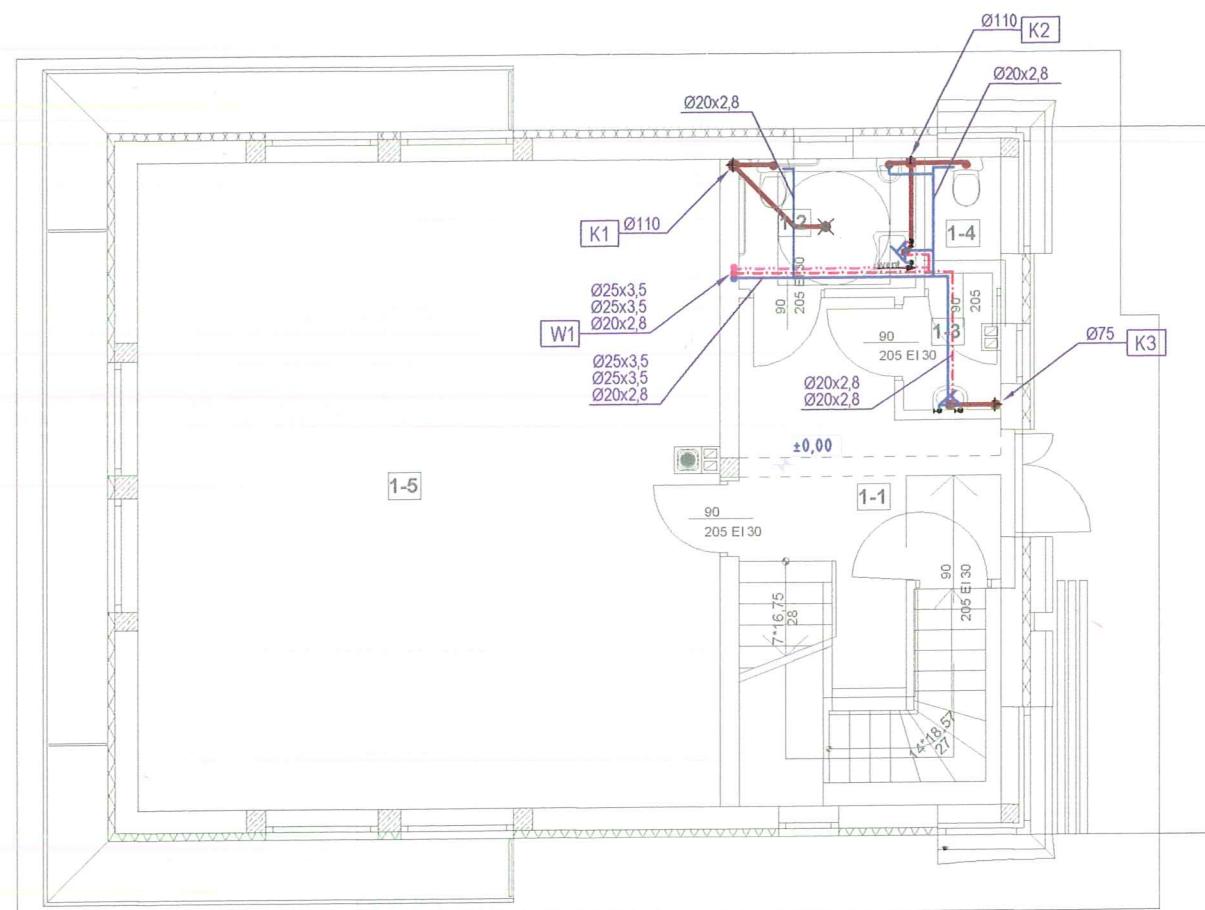 Ø110 K2
Ø20x2,8
Ø20x2,8
K1 Ø110
1-2
1-4
Ø25x3,5
Ø25x3,5
Ø20x2,8
W1
Ø25x3,5
Ø25x3,5
Ø20x2,8
90
205 EI 30
90
205
1-3
90
205 EI 30
Ø75 K3
Ø20x2,8
Ø20x2,8
±0,00
1-5
1-1
90
205 EI 30
90
205 EI 30
7*16,75
28
14*18,57
27